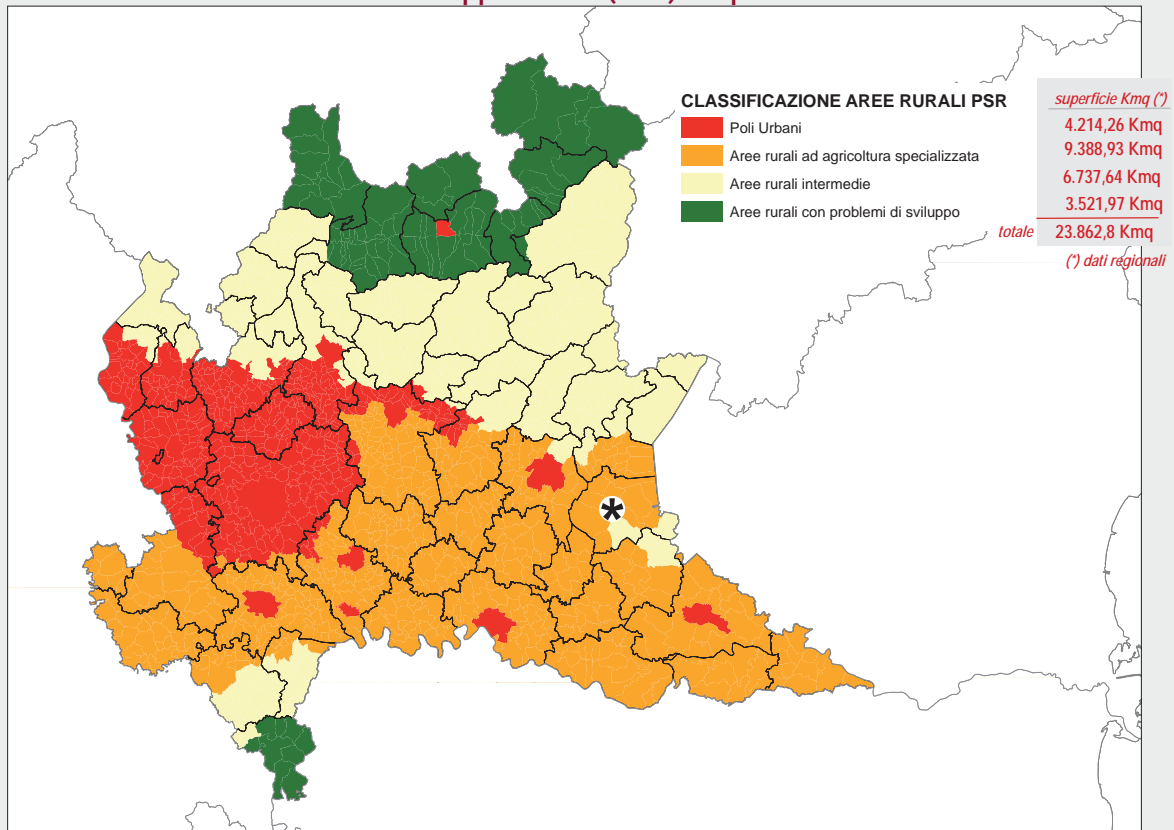 CLASSIFICAZIONE AREE RURALI PSR
superficie Kmq (*)
Poli Urbani
4.214,26 Kmq
Aree rurali ad agricoltura specializzata
9.388,93 Kmq
Aree rurali intermedie
6.737,64 Kmq
Aree rurali con problemi di sviluppo
3.521,97 Kmq
totale
23.862,8 Kmq
(*) dati regionali
*